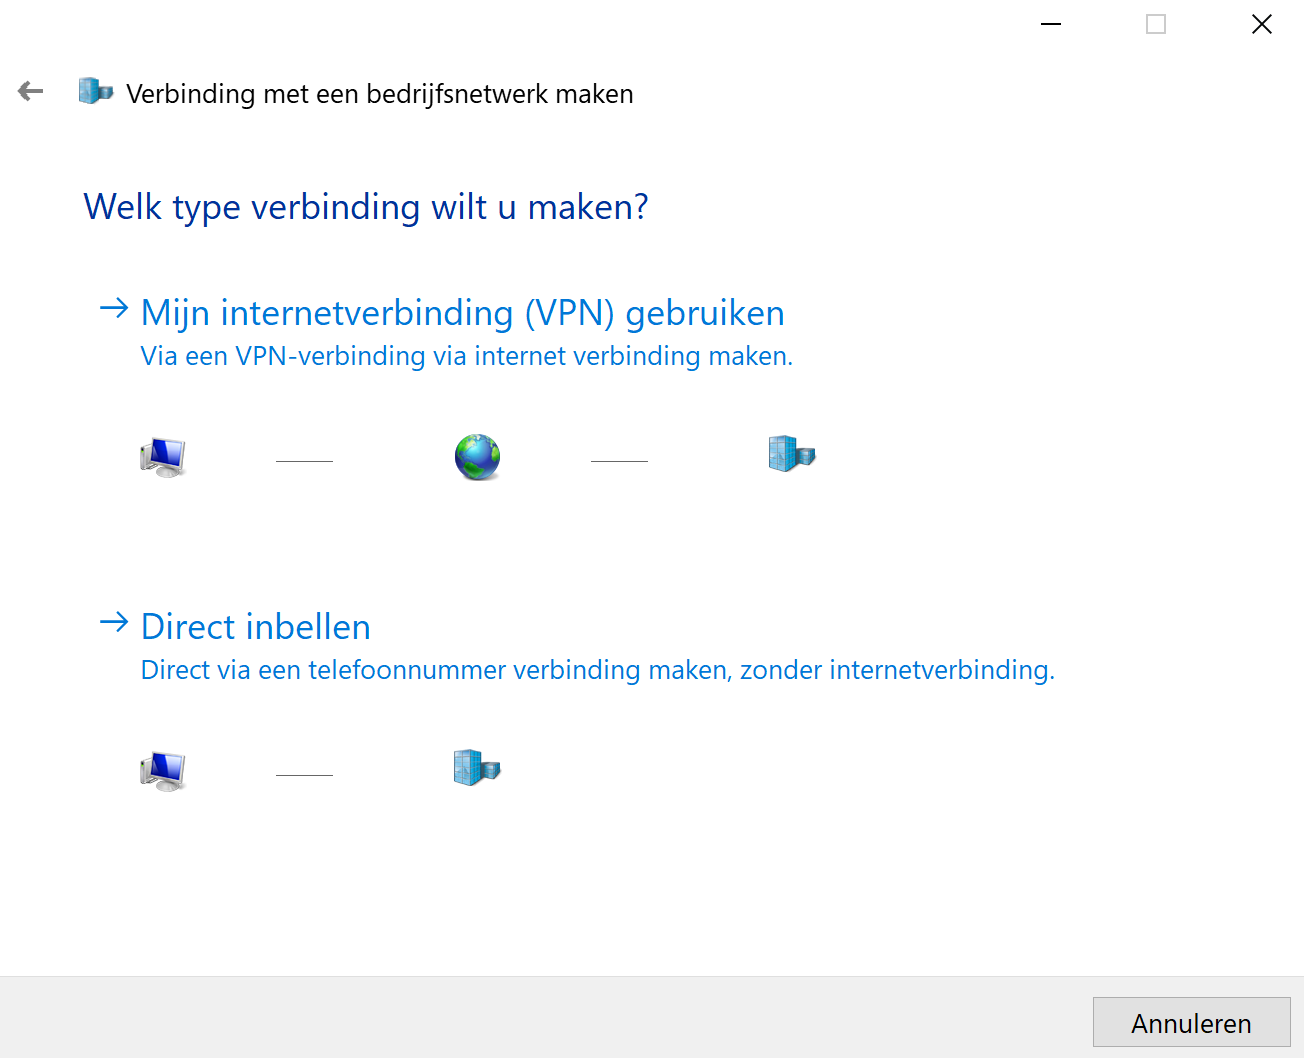 Verbinding met een bedrijfsnetwerk maken
Welk type verbinding wilt u maken?
Mijn internetverbinding (VPN) gebruiken
Via een VPN-verbinding via internet verbinding maken.
Direct inbellen
Direct via een telefoonnummer verbinding maken, zonder internetverbinding.
Annuleren